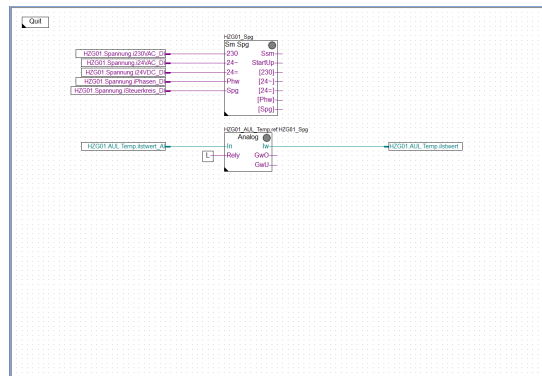 Quit
HZG01_Spg
Sm Spg
HZG01.Spannung.i230VAC_DI 230 Ssm
HZG01.Spannung.i24VAC_DI 24~ StartUp
HZG01.Spannung.i24VDC_DI 24= [230]
HZG01.Spannung.iPhasen_DI Phw [24~]
HZG01.Spannung.iSteuerkreis_DI Spg [24=]
[Phw]
[Spg]
HZG01_AUL_Temp.ref:HZG01_Spg
Analog
HZG01.AUL.Temp.iIstwert_AI In Iw HZG01.AUL.Temp.iIstwert
L Rely GwO
GwU